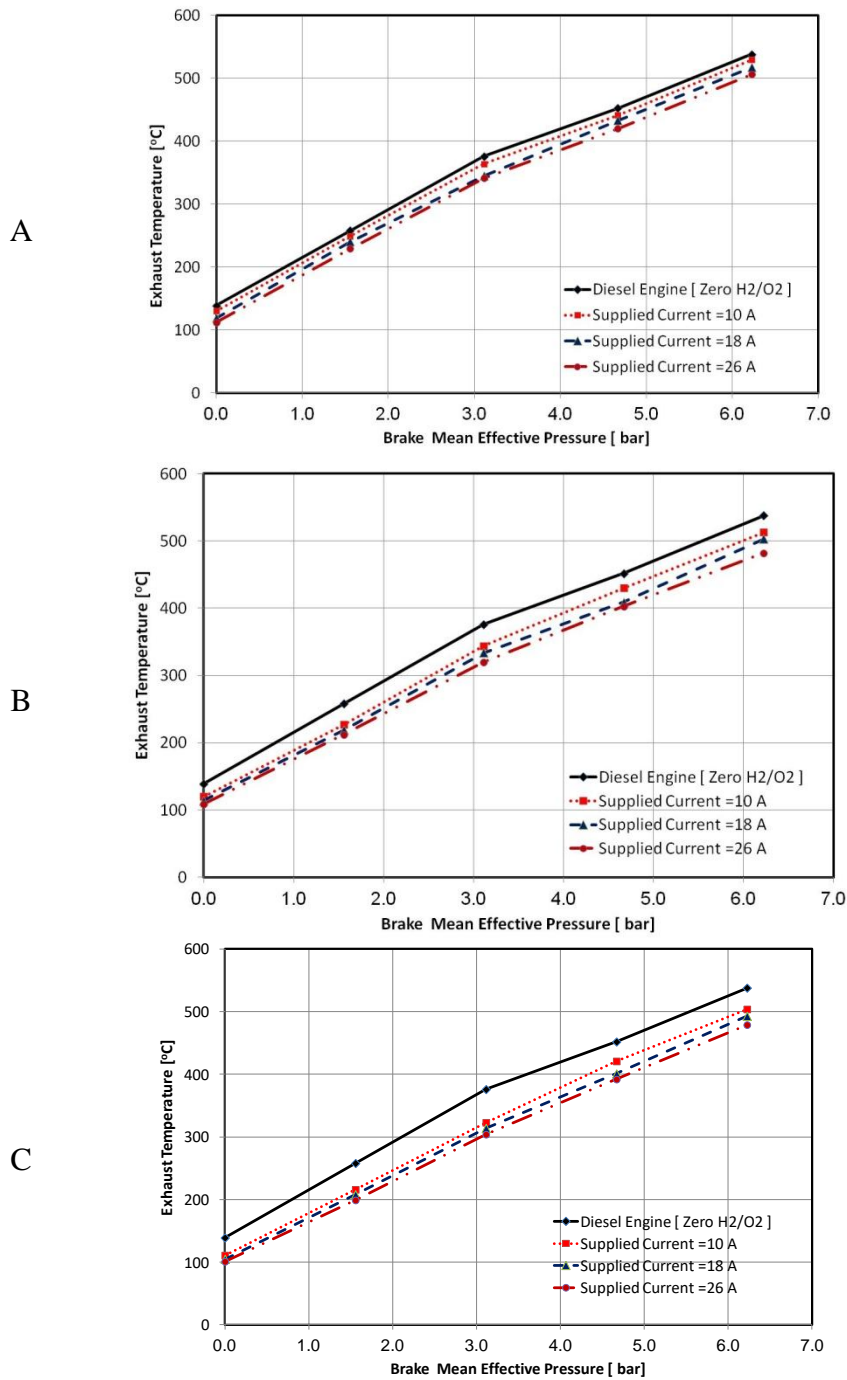 A
600
500
400
300
200
100
0
Exhaust Temperature [°C]
Diesel Engine [ Zero H2/O2 ]
Supplied Current =10 A
Supplied Current =18 A
Supplied Current =26 A
0.0 1.0 2.0 3.0 4.0 5.0 6.0 7.0
Brake Mean Effective Pressure [ bar]
B
600
500
400
300
200
100
0
Exhaust Temperature [°C]
Diesel Engine [ Zero H2/O2 ]
Supplied Current =10 A
Supplied Current =18 A
Supplied Current =26 A
0.0 1.0 2.0 3.0 4.0 5.0 6.0 7.0
Brake Mean Effective Pressure [ bar]
C
600
500
400
300
200
100
0
Exhaust Temperature [°C]
Diesel Engine [ Zero H2/O2 ]
Supplied Current =10 A
Supplied Current =18 A
Supplied Current =26 A
0.0 1.0 2.0 3.0 4.0 5.0 6.0 7.0
Brake Mean Effective Pressure [ bar]